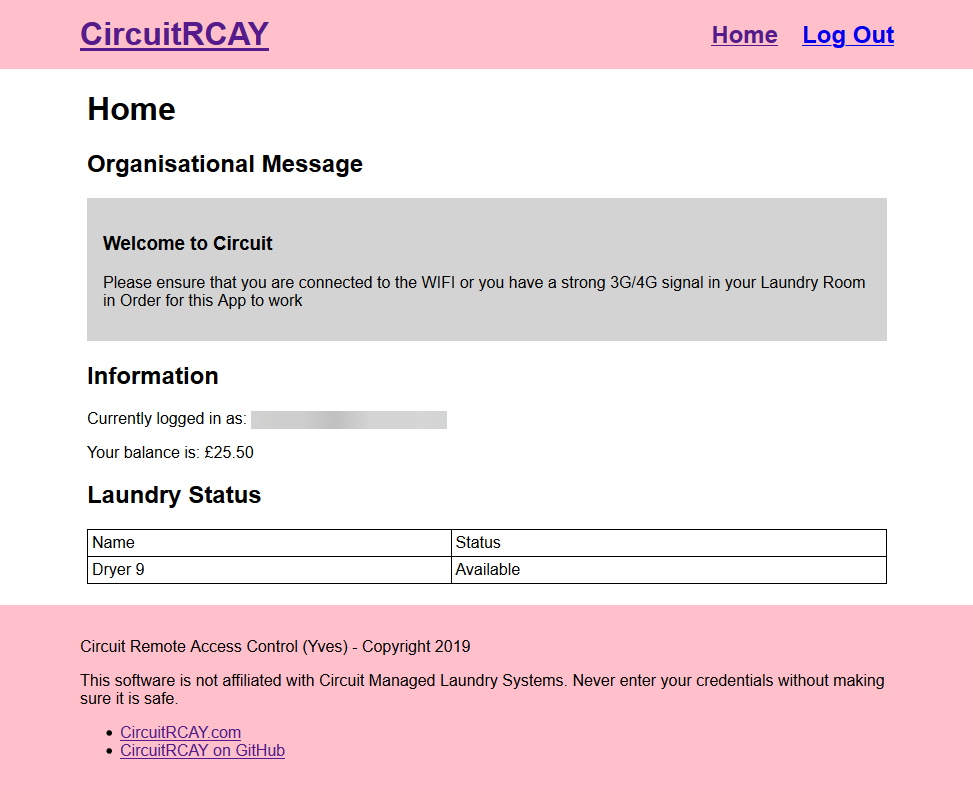 CircuitRCAY
Home Log Out
Home
Organisational Message
Welcome to Circuit
Please ensure that you are connected to the WIFI or you have a strong 3G/4G signal in your Laundry Room
in Order for this App to work
Information
Currently logged in as:
Your balance is: £25.50
Laundry Status
Name Status
Dryer 9 Available
Circuit Remote Access Control (Yves) - Copyright 2019
This software is not affiliated with Circuit Managed Laundry Systems. Never enter your credentials without making
sure it is safe.
CircuitRCAY.com
CircuitRCAY on GitHub